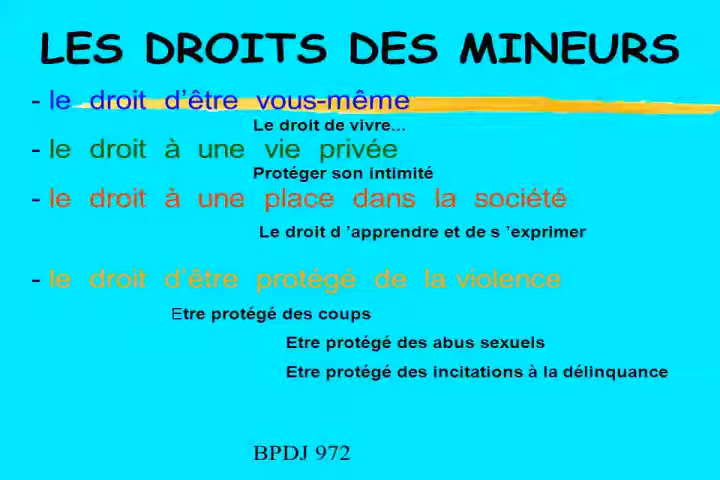 LES DROITS DES MINEURS
- le droit d'être vous-même
Le droit de vivre...
- le droit à une vie privée
Protéger son intimité
- le droit à une place dans la société
Le droit d 'apprendre et de s 'exprimer
- le droit d'être protégé de la violence
Etre protégé des coups
Etre protégé des abus sexuels
Etre protégé des incitations à la délinquance
BPDJ 972